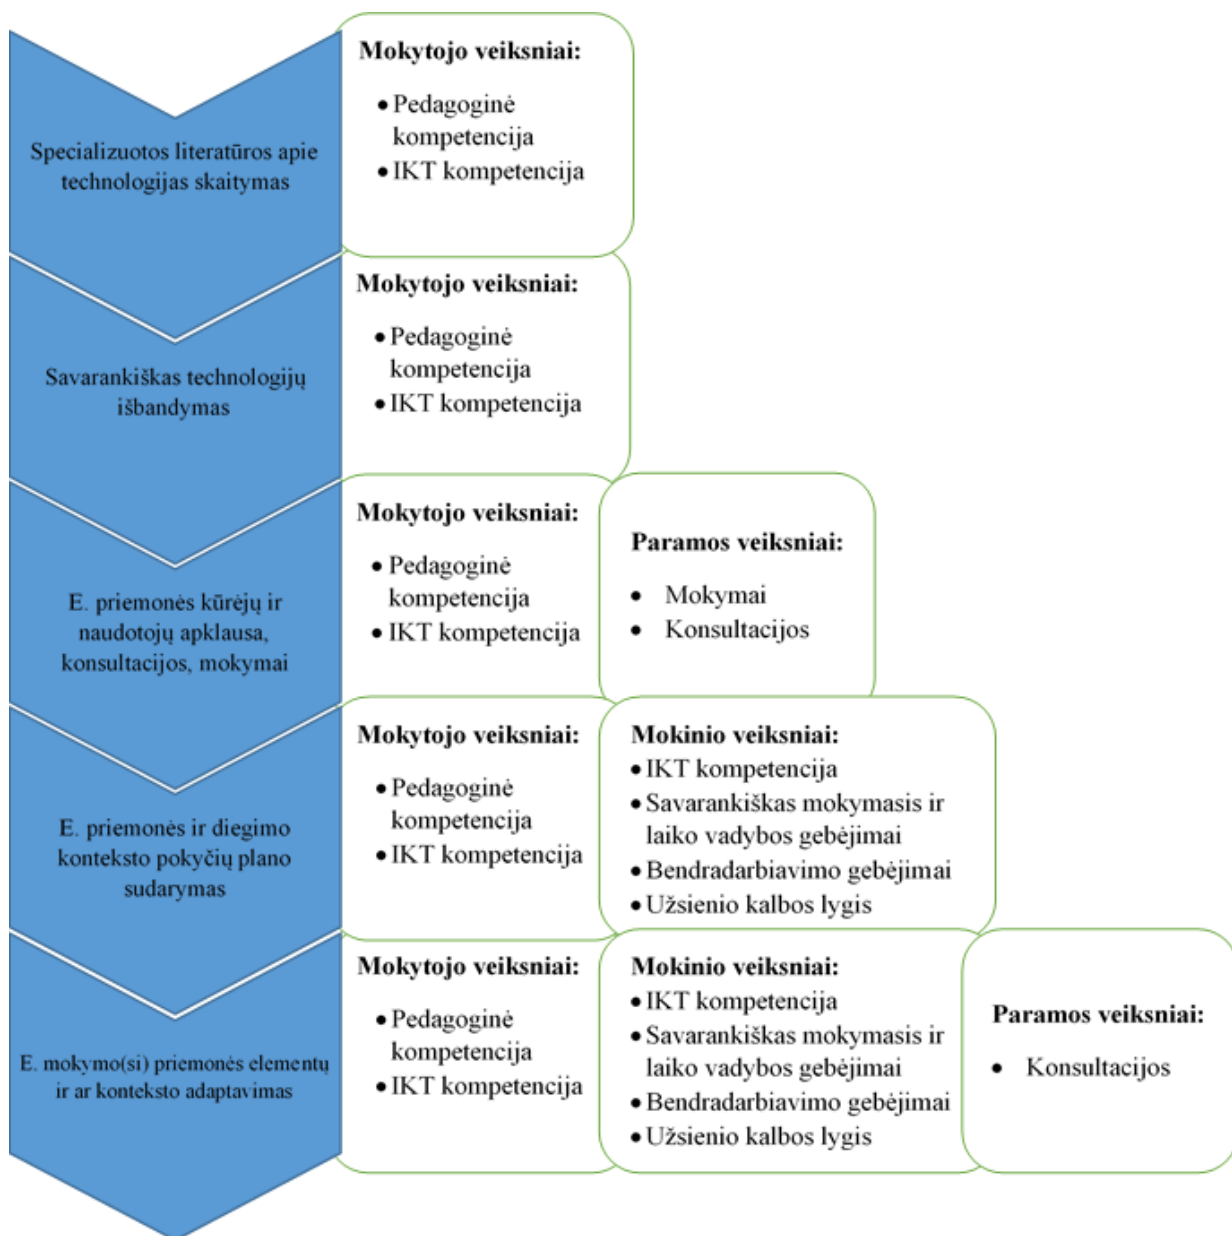 Specializuotos literatūros apie
technologijas skaitymas
Mokytojo veiksniai:
• Pedagoginė
kompetencija
• IKT kompetencija
Savarankiškas technologijų
išbandymas
Mokytojo veiksniai:
• Pedagoginė
kompetencija
• IKT kompetencija
E. priemonės kūrėjų ir
naudotojų apklausa,
konsultacijos, mokymai
Mokytojo veiksniai:
• Pedagoginė
kompetencija
• IKT kompetencija
Paramos veiksniai:
• Mokymai
• Konsultacijos
E. priemonės ir diegimo
konteksto pokyčių plano
sudarymas
Mokytojo veiksniai:
• Pedagoginė
kompetencija
• IKT kompetencija
Mokinio veiksniai:
• IKT kompetencija
• Savarankiškas mokymasis ir
laiko vadybos gebėjimai
• Bendradarbiavimo gebėjimai
• Užsienio kalbos lygis
E. mokymo(si) priemonės elementų
ir ar konteksto adaptavimas
Mokytojo veiksniai:
• Pedagoginė
kompetencija
• IKT kompetencija
Mokinio veiksniai:
• IKT kompetencija
• Savarankiškas mokymasis ir
laiko vadybos gebėjimai
• Bendradarbiavimo gebėjimai
• Užsienio kalbos lygis
Paramos veiksniai:
• Konsultacijos